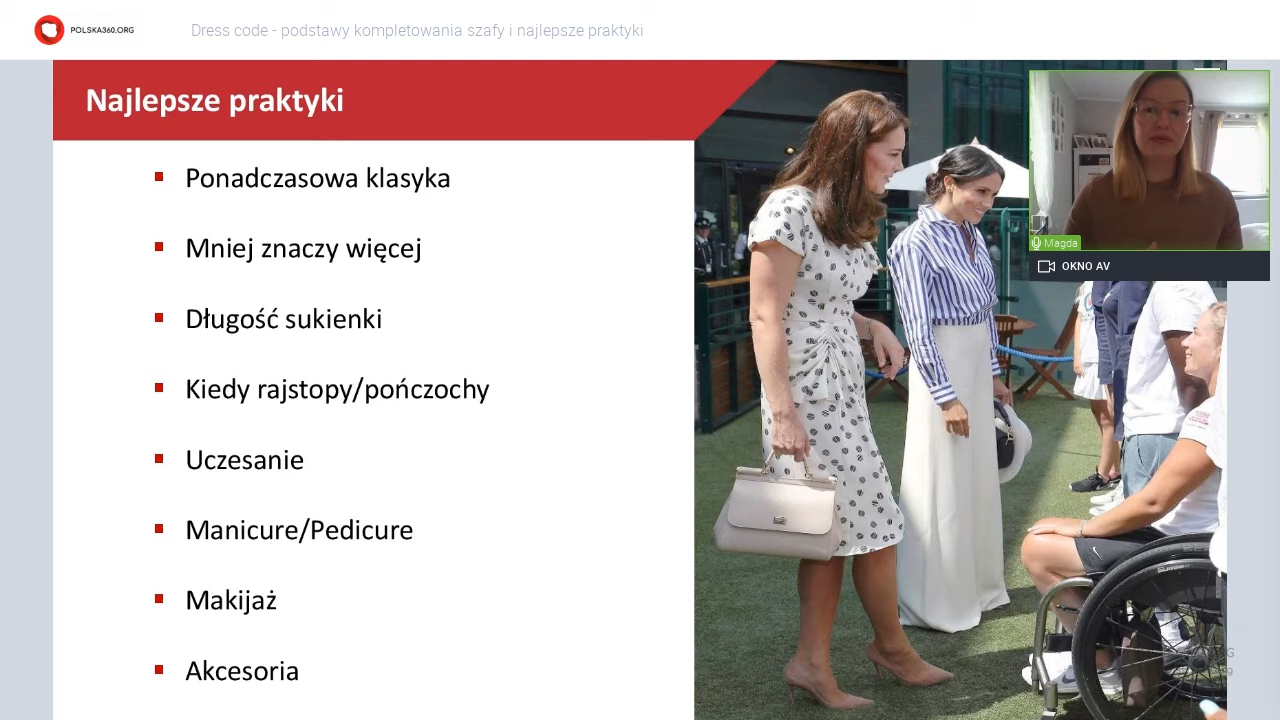 POLSKA360.ORG
Dress code - podstawy kompletowania szafy i najlepsze praktyki
Najlepsze praktyki
Ponadczasowa klasyka
Mniej znaczy więcej
Długość sukienki
Kiedy rajstopy/pończochy
Uczesanie
Manicure/Pedicure
Makijaż
Akcesoria
Magda
OKNO AV